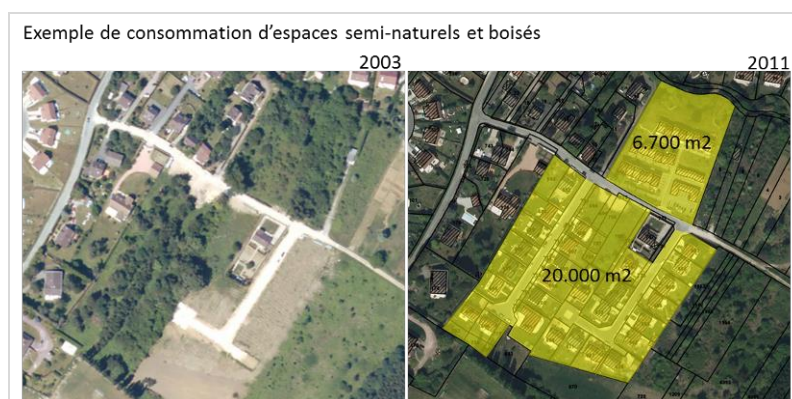 Exemple de consommation d’espaces semi-naturels et boisés
2003
2011
6.700 m2
20.000 m2